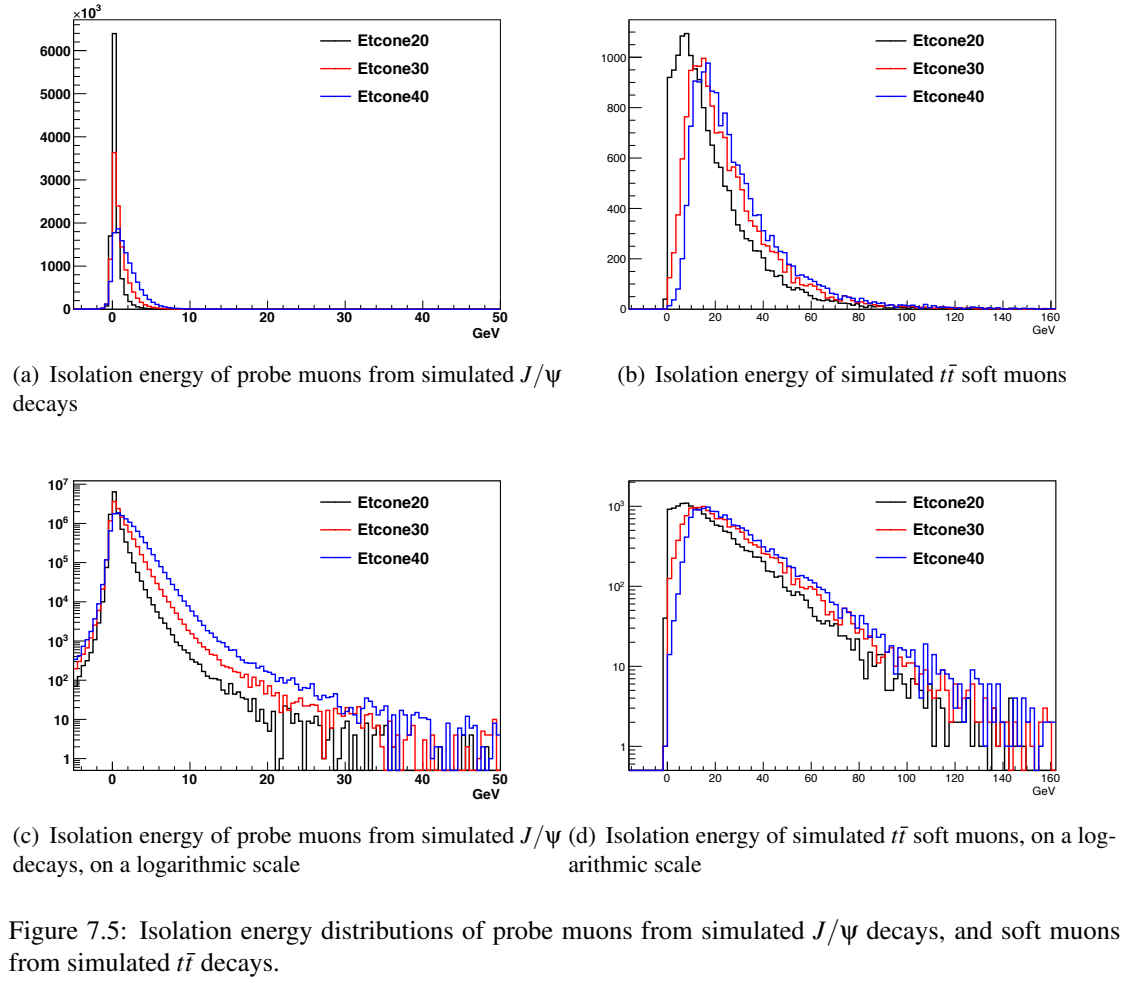 ×10³
6000
5000
4000
3000
2000
1000
0
0 10 20 30 40 50
GeV
Etcone20
Etcone30
Etcone40
1000
800
600
400
200
0
0 20 40 60 80 100 120 140 160
GeV
Etcone20
Etcone30
Etcone40
(a) Isolation energy of probe muons from simulated J/ψ
decays
(b) Isolation energy of simulated tt̄ soft muons
10⁷
10⁶
10⁵
10⁴
10³
10²
10
1
0 10 20 30 40 50
GeV
Etcone20
Etcone30
Etcone40
10³
10²
10
1
0 20 40 60 80 100 120 140 160
GeV
Etcone20
Etcone30
Etcone40
(c) Isolation energy of probe muons from simulated J/ψ
decays, on a logarithmic scale
(d) Isolation energy of simulated tt̄ soft muons, on a log-
arithmic scale
Figure 7.5: Isolation energy distributions of probe muons from simulated J/ψ decays, and soft muons
from simulated tt̄ decays.